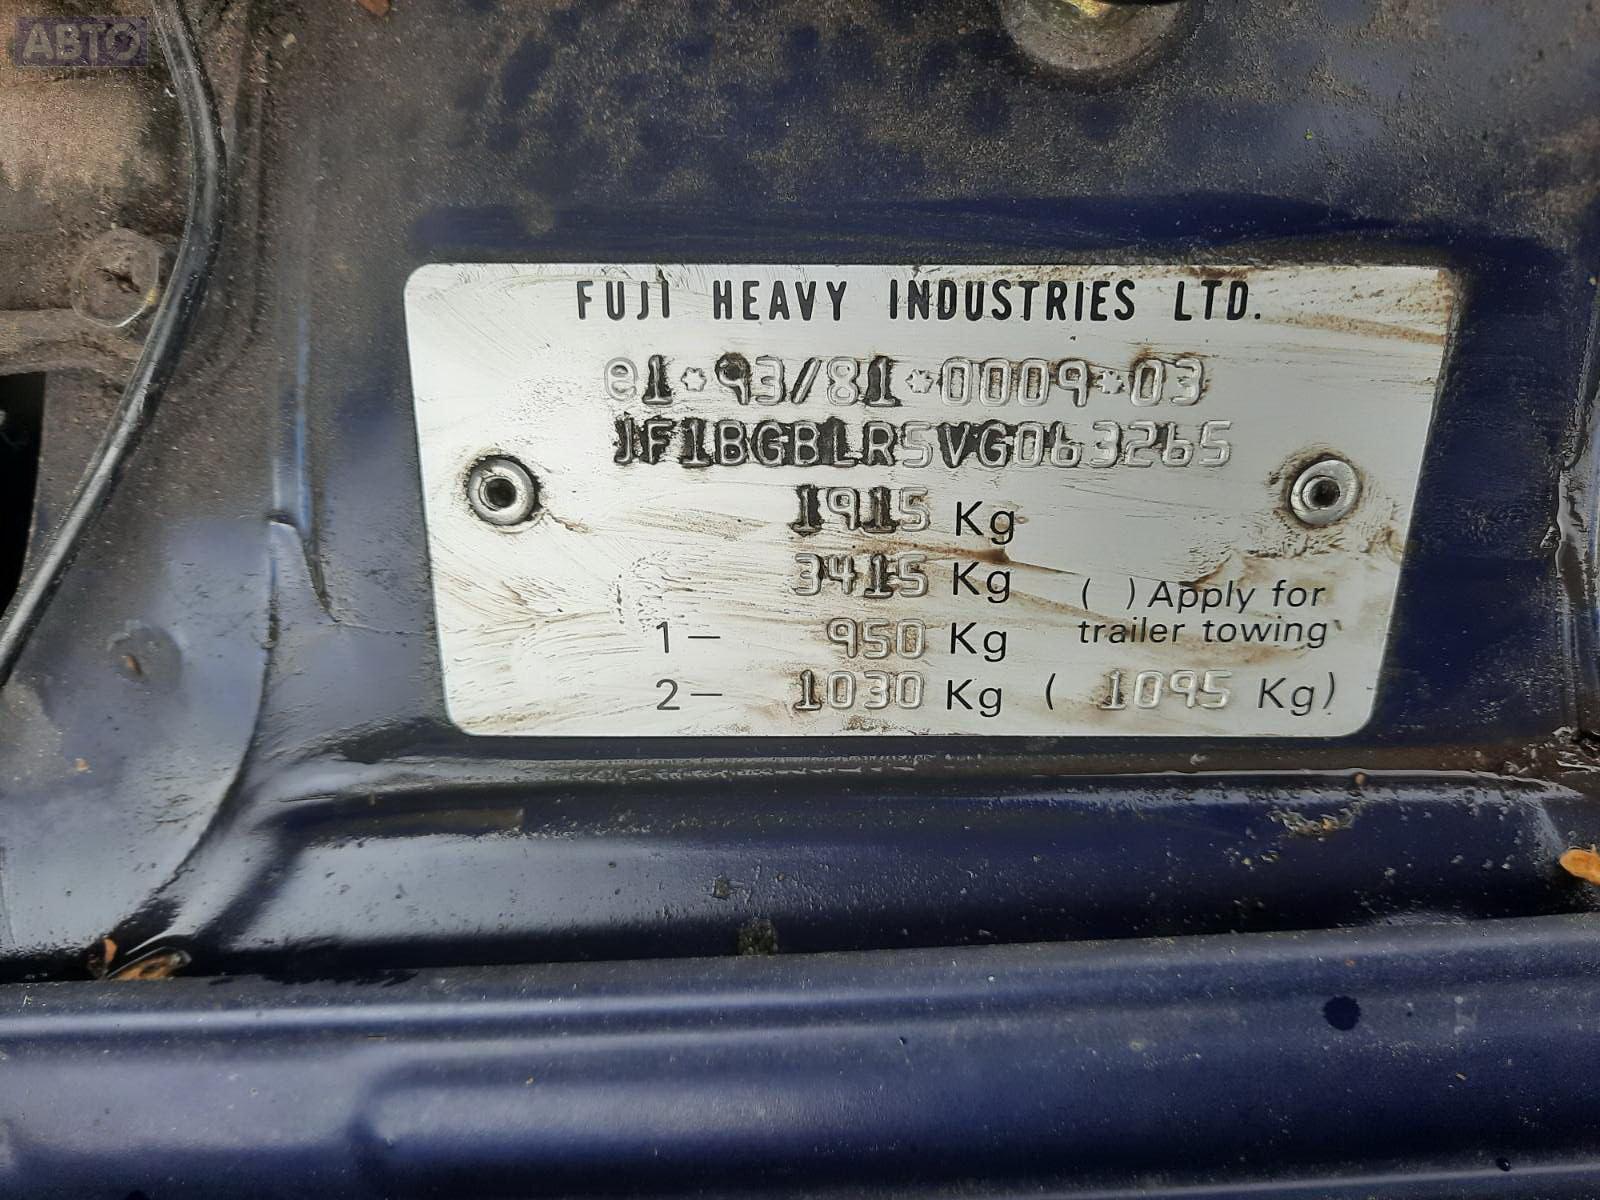 АВТО
FUJI HEAVY INDUSTRIES LTD.
e1*93/81*0009*03
JF1BGBLR5VG063265
1915 Kg
3415 Kg
1- 950 Kg
2- 1030 Kg ( 1095 Kg)
( ) Apply for
trailer towing